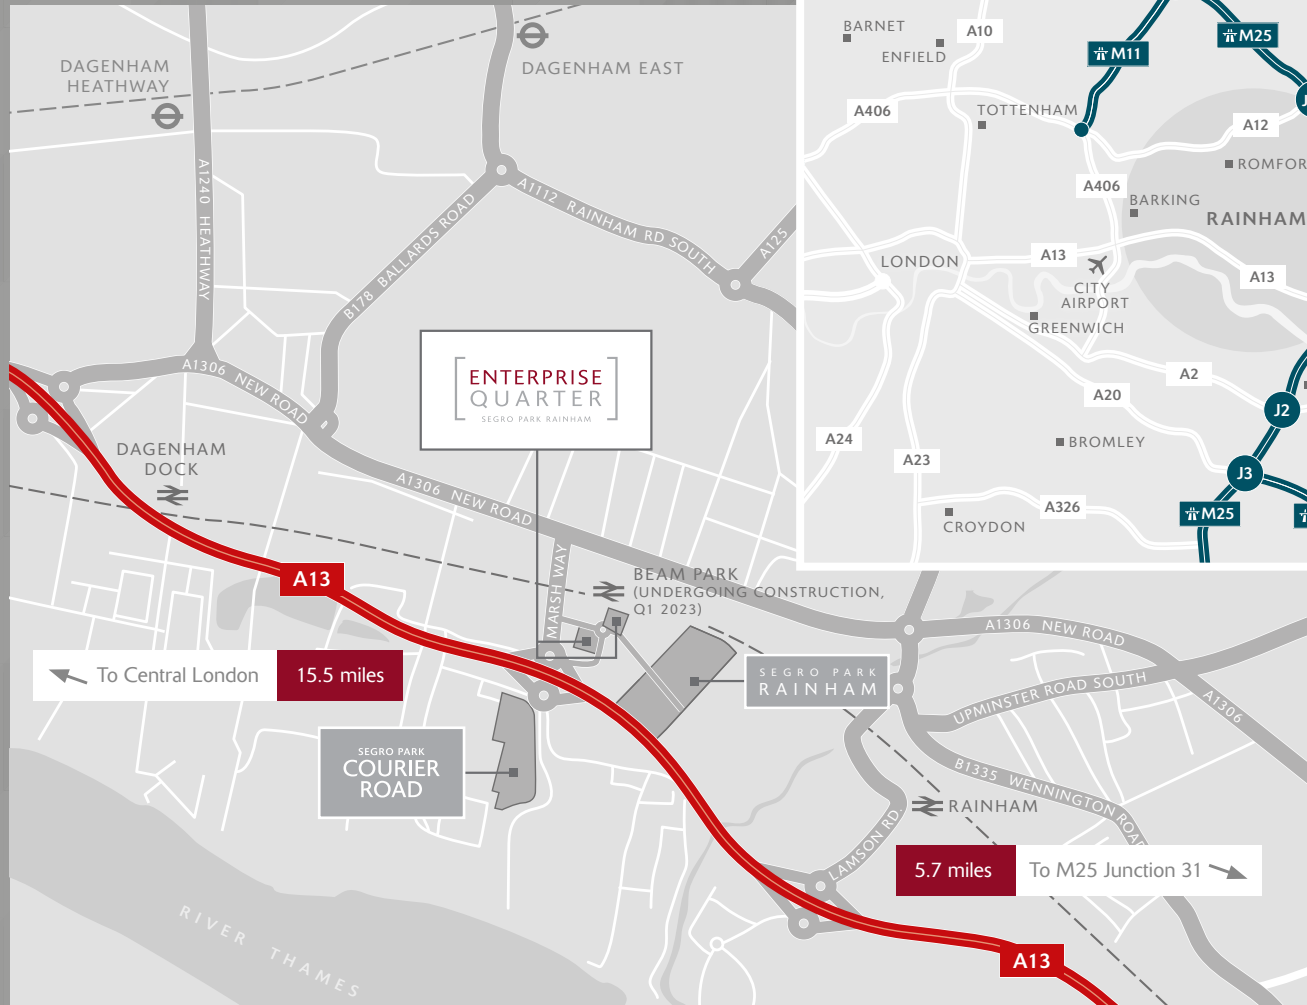 DAGENHAM
HEATHWAY
DAGENHAM EAST
A1240 HEATHWAY
B178 BALLARDS ROAD
A1112 RAINHAM RD SOUTH
A125
A1306 NEW ROAD
ENTERPRISE
QUARTER
SEGRO PARK RAINHAM
DAGENHAM
DOCK
A1306 NEW ROAD
A13
MARSH WAY
BEAM PARK
(UNDERGOING CONSTRUCTION,
Q1 2023)
A1306 NEW ROAD
To Central London
15.5 miles
SEGRO PARK
RAINHAM
UPMINSTER ROAD SOUTH
A1306
SEGRO PARK
COURIER
ROAD
B1335 WENNINGTON ROAD
RAINHAM
LAMSON RD.
5.7 miles
To M25 Junction 31
RIVER THAMES
A13
BARNET
ENFIELD
A10
M11
M25
A406
TOTTENHAM
A12
ROMFOR
A406
BARKING
RAINHAM
LONDON
A13
CITY
AIRPORT
A13
GREENWICH
A2
A20
J2
A24
A23
BROMLEY
J3
A326
M25
CROYDON